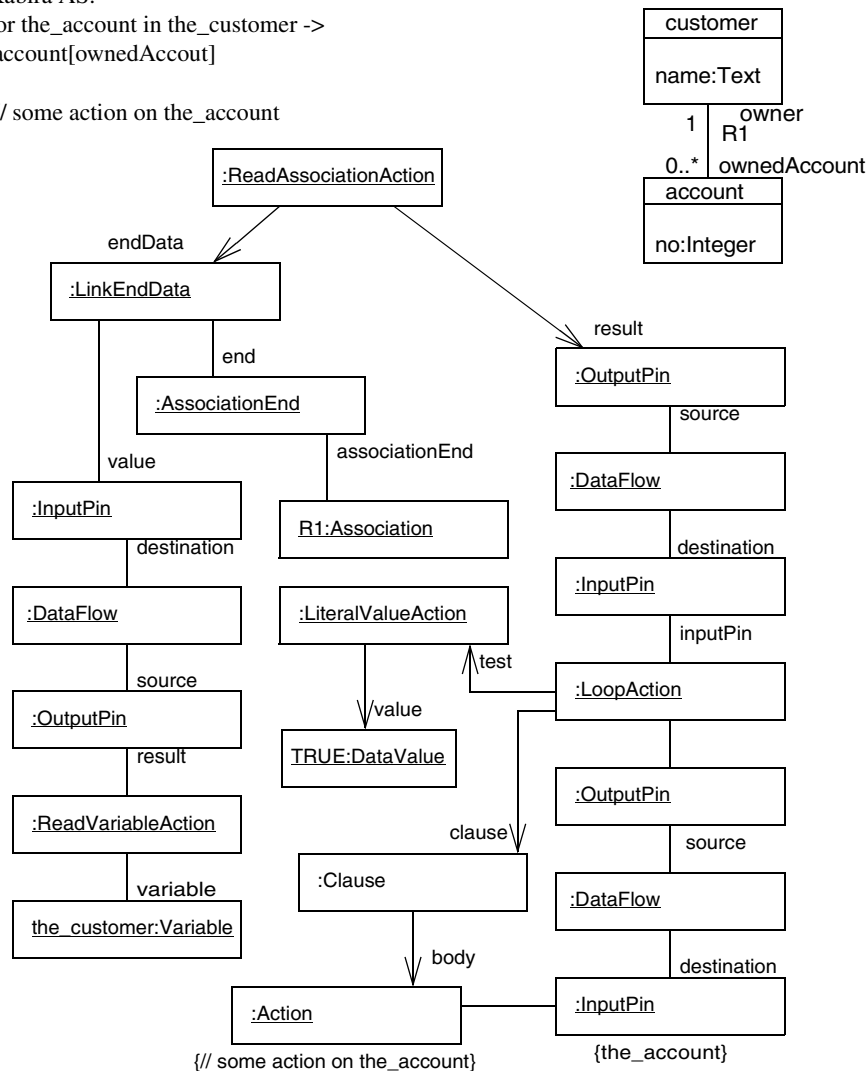 or the_account in the_customer ->
account[ownedAccout]
/ some action on the_account
customer
name:Text
1
owner
R1
0..*
ownedAccount
account
no:Integer
:ReadAssociationAction
endData
:LinkEndData
result
end
:OutputPin
:AssociationEnd
source
associationEnd
value
:DataFlow
:InputPin
R1:Association
destination
destination
:InputPin
:DataFlow
:LiteralValueAction
inputPin
test
source
:LoopAction
:OutputPin
value
result
TRUE:DataValue
:OutputPin
:ReadVariableAction
clause
source
:Clause
variable
:DataFlow
the_customer:Variable
body
destination
:Action
:InputPin
{// some action on the_account}
{the_account}